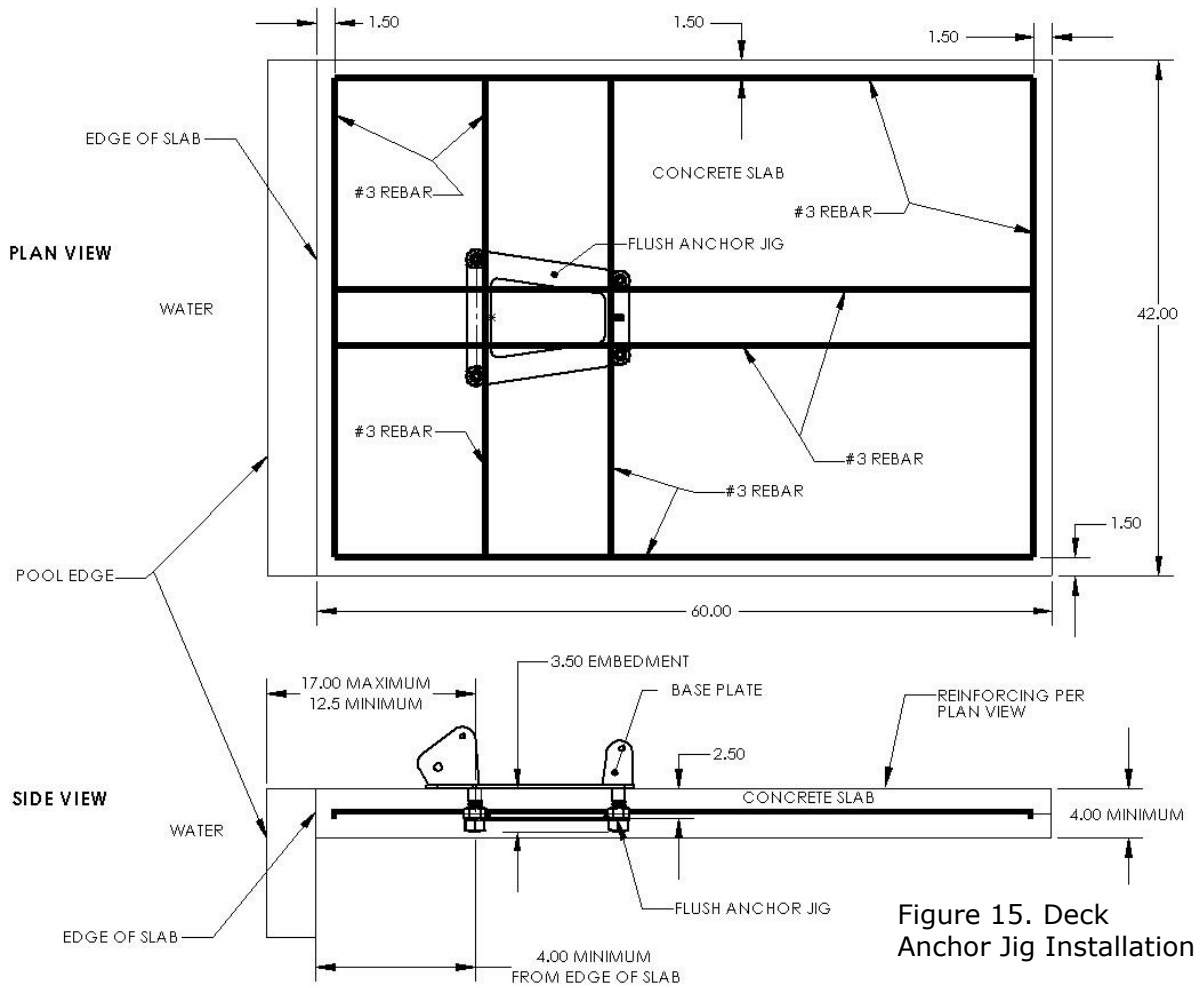 1.50
1.50
1.50
EDGE OF SLAB
CONCRETE SLAB
#3 REBAR
#3 REBAR
PLAN VIEW
FLUSH ANCHOR JIG
WATER
42.00
#3 REBAR
#3 REBAR
#3 REBAR
1.50
POOL EDGE
60.00
3.50 EMBEDMENT
17.00 MAXIMUM
12.5 MINIMUM
BASE PLATE
REINFORCING PER
PLAN VIEW
2.50
SIDE VIEW
CONCRETE SLAB
4.00 MINIMUM
WATER
FLUSH ANCHOR JIG
EDGE OF SLAB
4.00 MINIMUM
FROM EDGE OF SLAB
Figure 15. Deck
Anchor Jig Installation